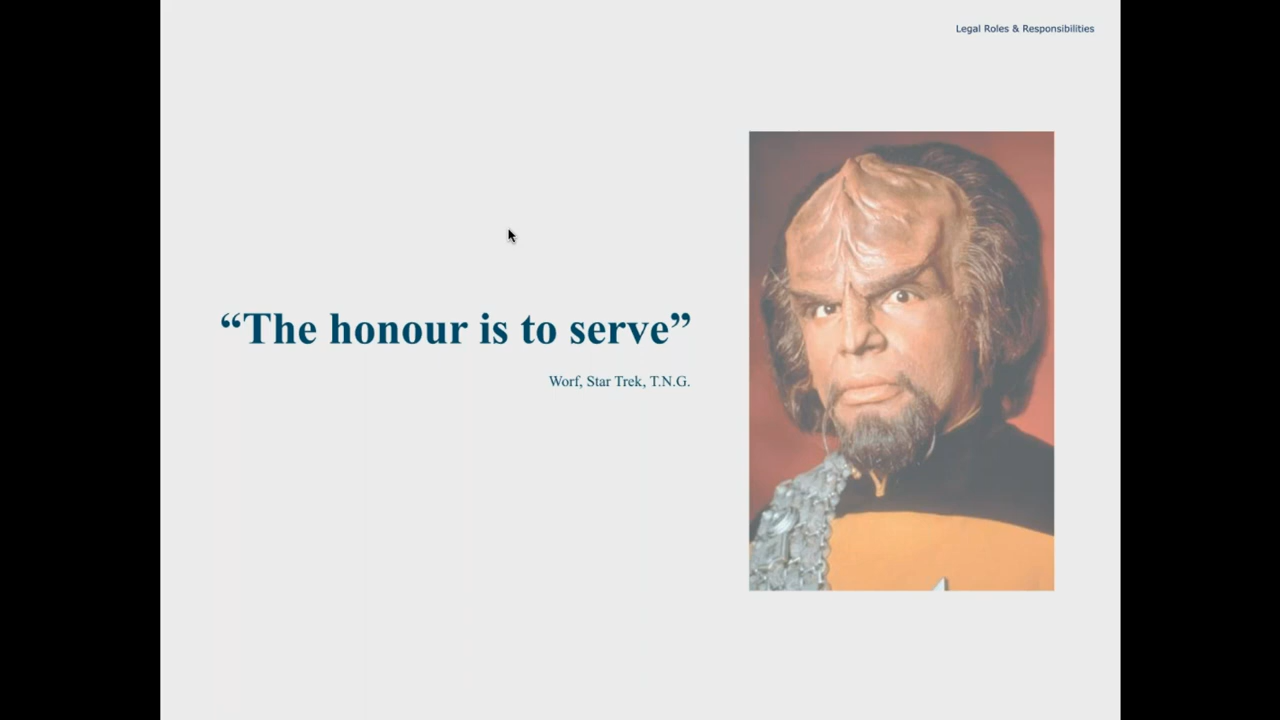 Legal Roles & Responsibilities
“The honour is to serve”
Worf, Star Trek, T.N.G.